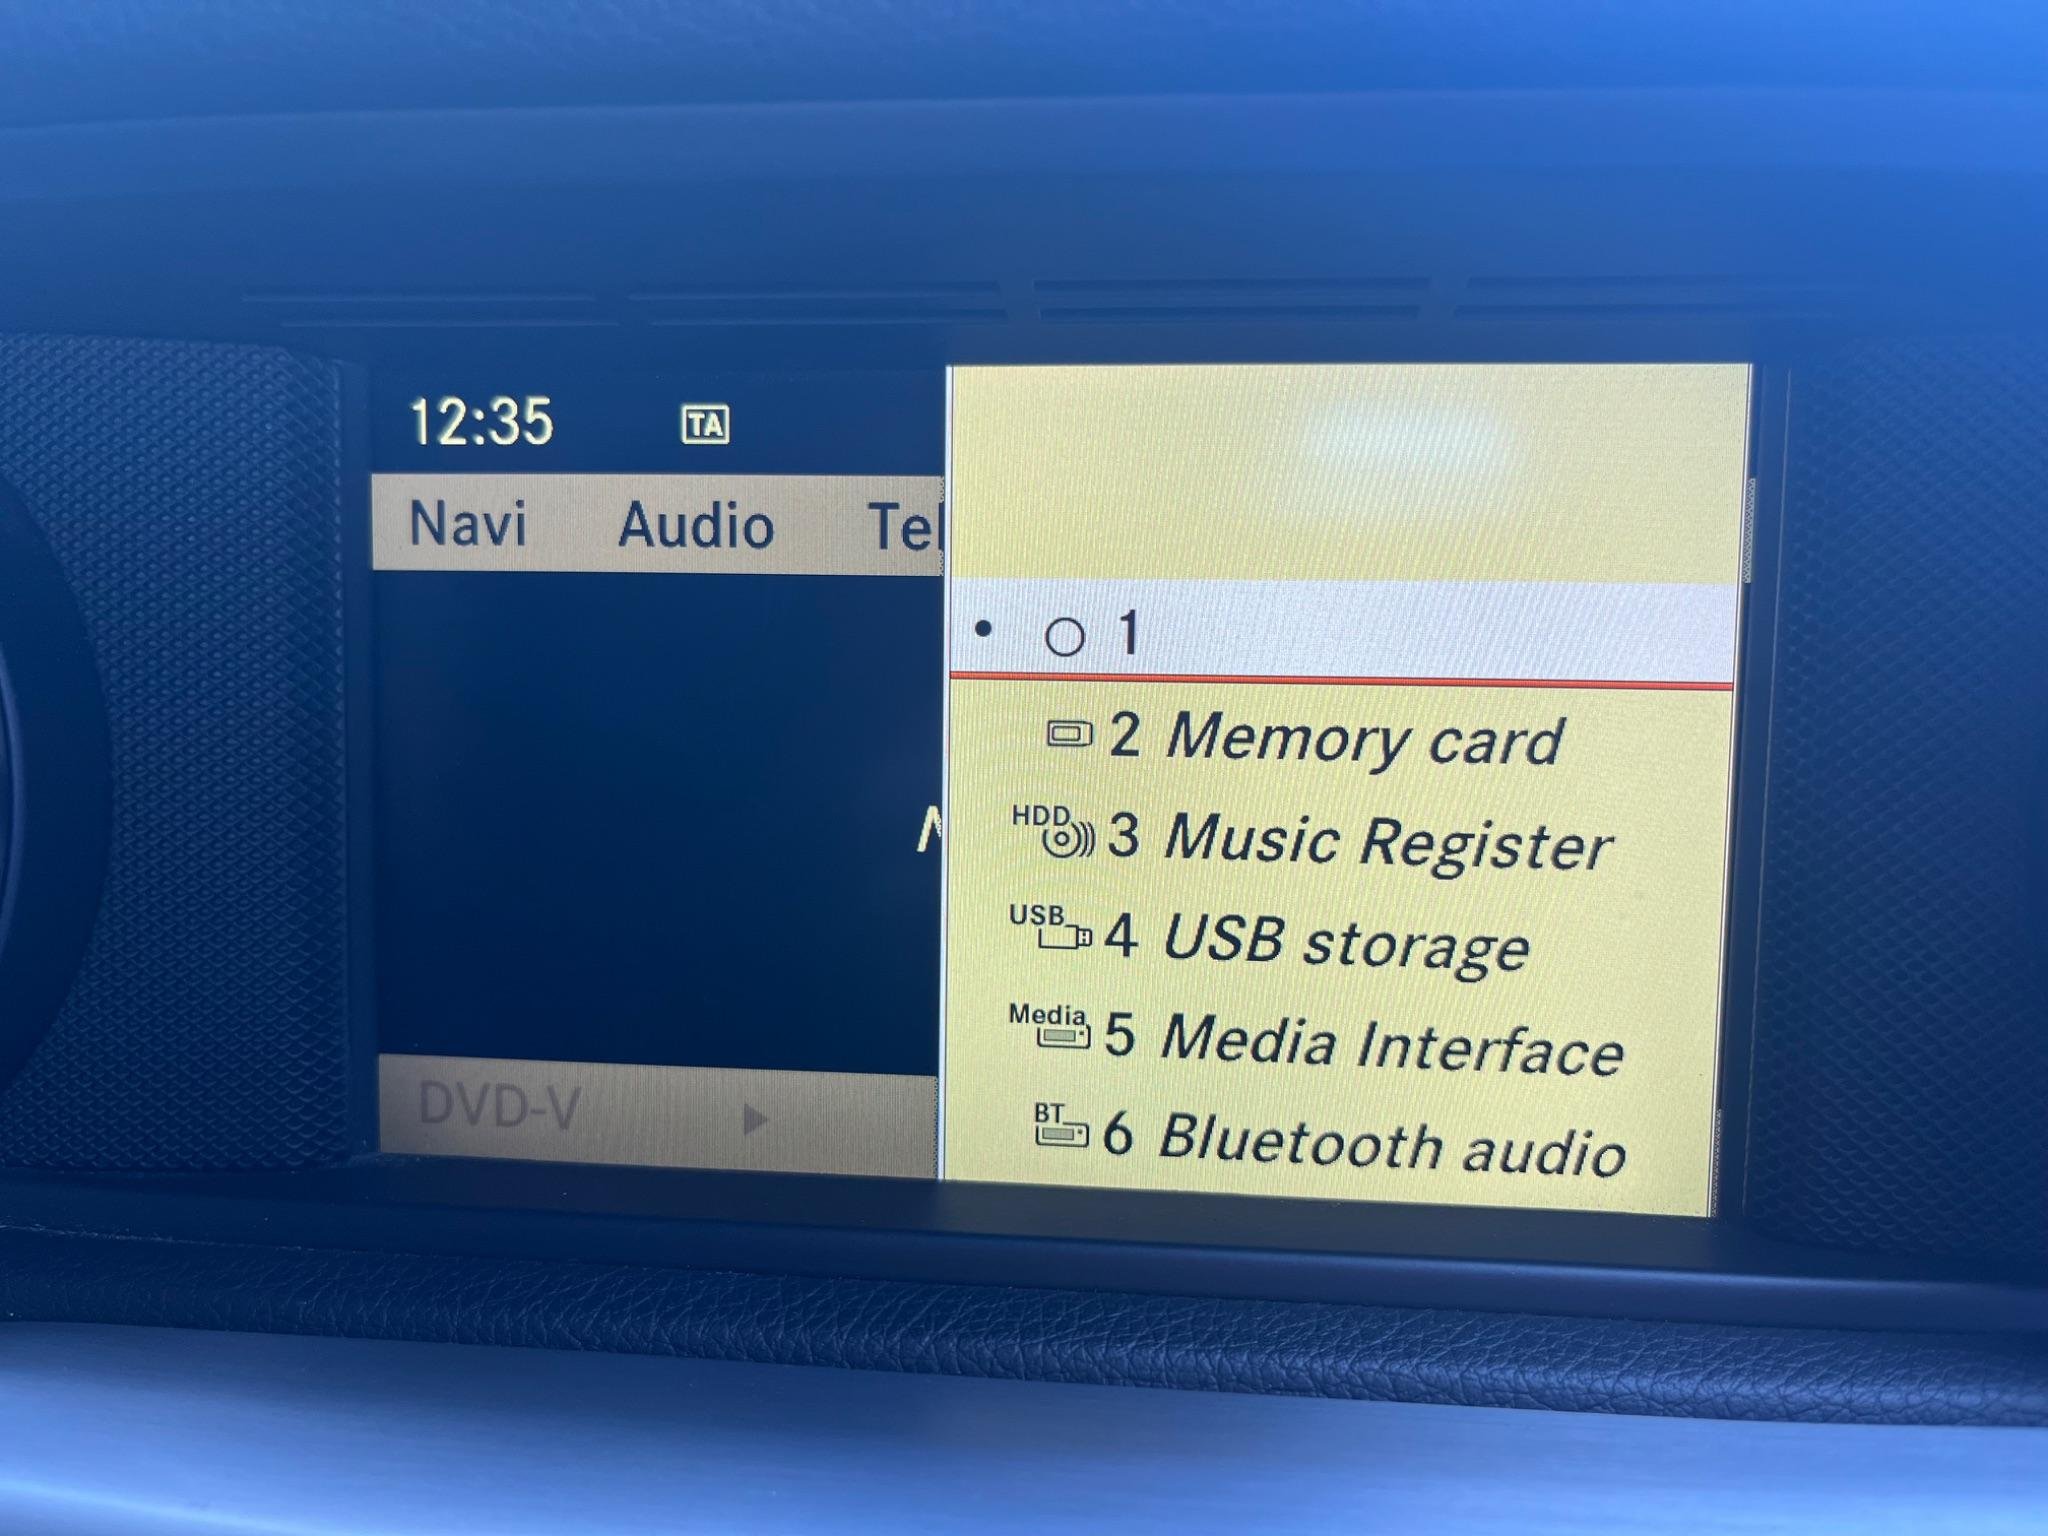 12:35 TA
Navi Audio Tel
1
2 Memory card
HDD 3 Music Register
USB 4 USB storage
Media 5 Media Interface
BT 6 Bluetooth audio
DVD-V